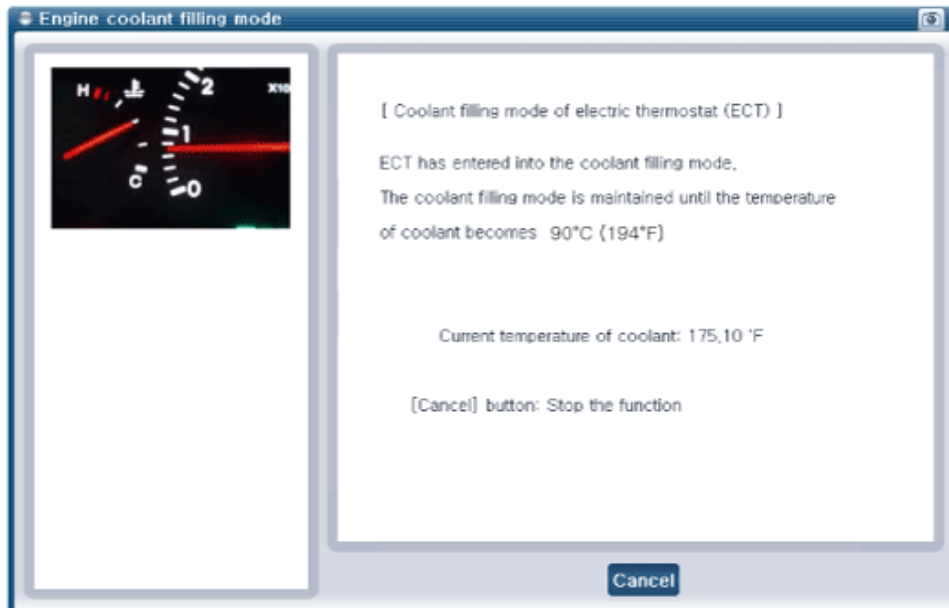 Engine coolant filling mode
H
2
X10
1
C
0
[ Coolant filling mode of electric thermostat (ECT) ]
ECT has entered into the coolant filling mode.
The coolant filling mode is maintained until the temperature
of coolant becomes 90°C (194°F)
Current temperature of coolant: 175,10 °F
[Cancel] button: Stop the function
Cancel